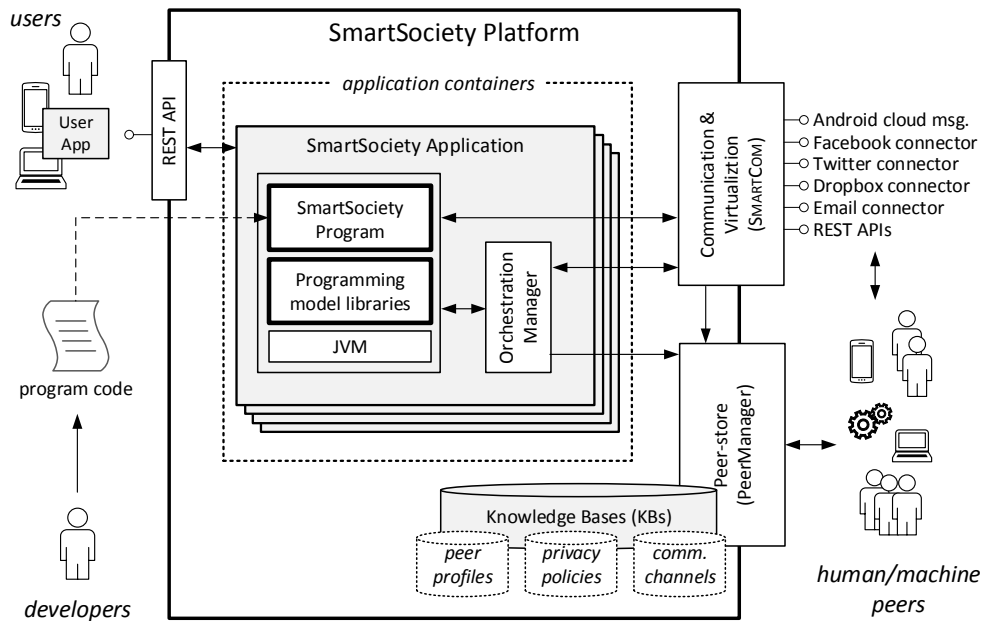 users
SmartSociety Platform
application containers
User
App
REST API
SmartSociety Application
SmartSociety
Program
Programming
model libraries
JVM
Orchestration
Manager
Communication &
Virtualiztion
(SMARTCOM)
Android cloud msg.
Facebook connector
Twitter connector
Dropbox connector
Email connector
REST APIs
program code
Peer-store
(PeerManager)
Knowledge Bases (KBs)
peer
profiles
privacy
policies
comm.
channels
developers
human/machine
peers